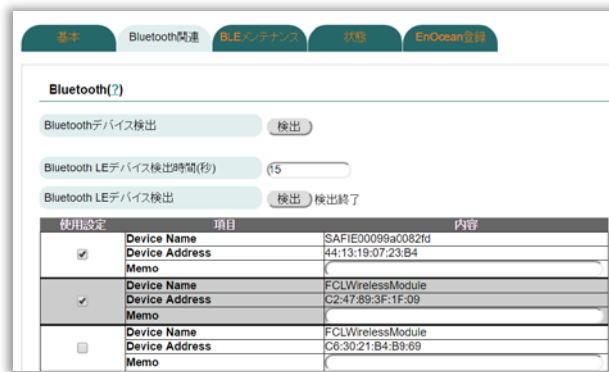 基本 Bluetooth関連 BLEメンテナンス 状態 EnOcean登録
Bluetooth(?)
Bluetoothデバイス検出 検出
Bluetooth LEデバイス検出時間(秒) 15
Bluetooth LEデバイス検出 検出 検出終了
使用設定 項目 内容
Device Name SAFIE00099a0082fd
Device Address 44:13:19:07:23:B4
Memo
Device Name FCLWirelessModule
Device Address C2:47:89:3F:1F:09
Memo
Device Name FCLWirelessModule
Device Address C6:30:21:B4:B9:69
Memo